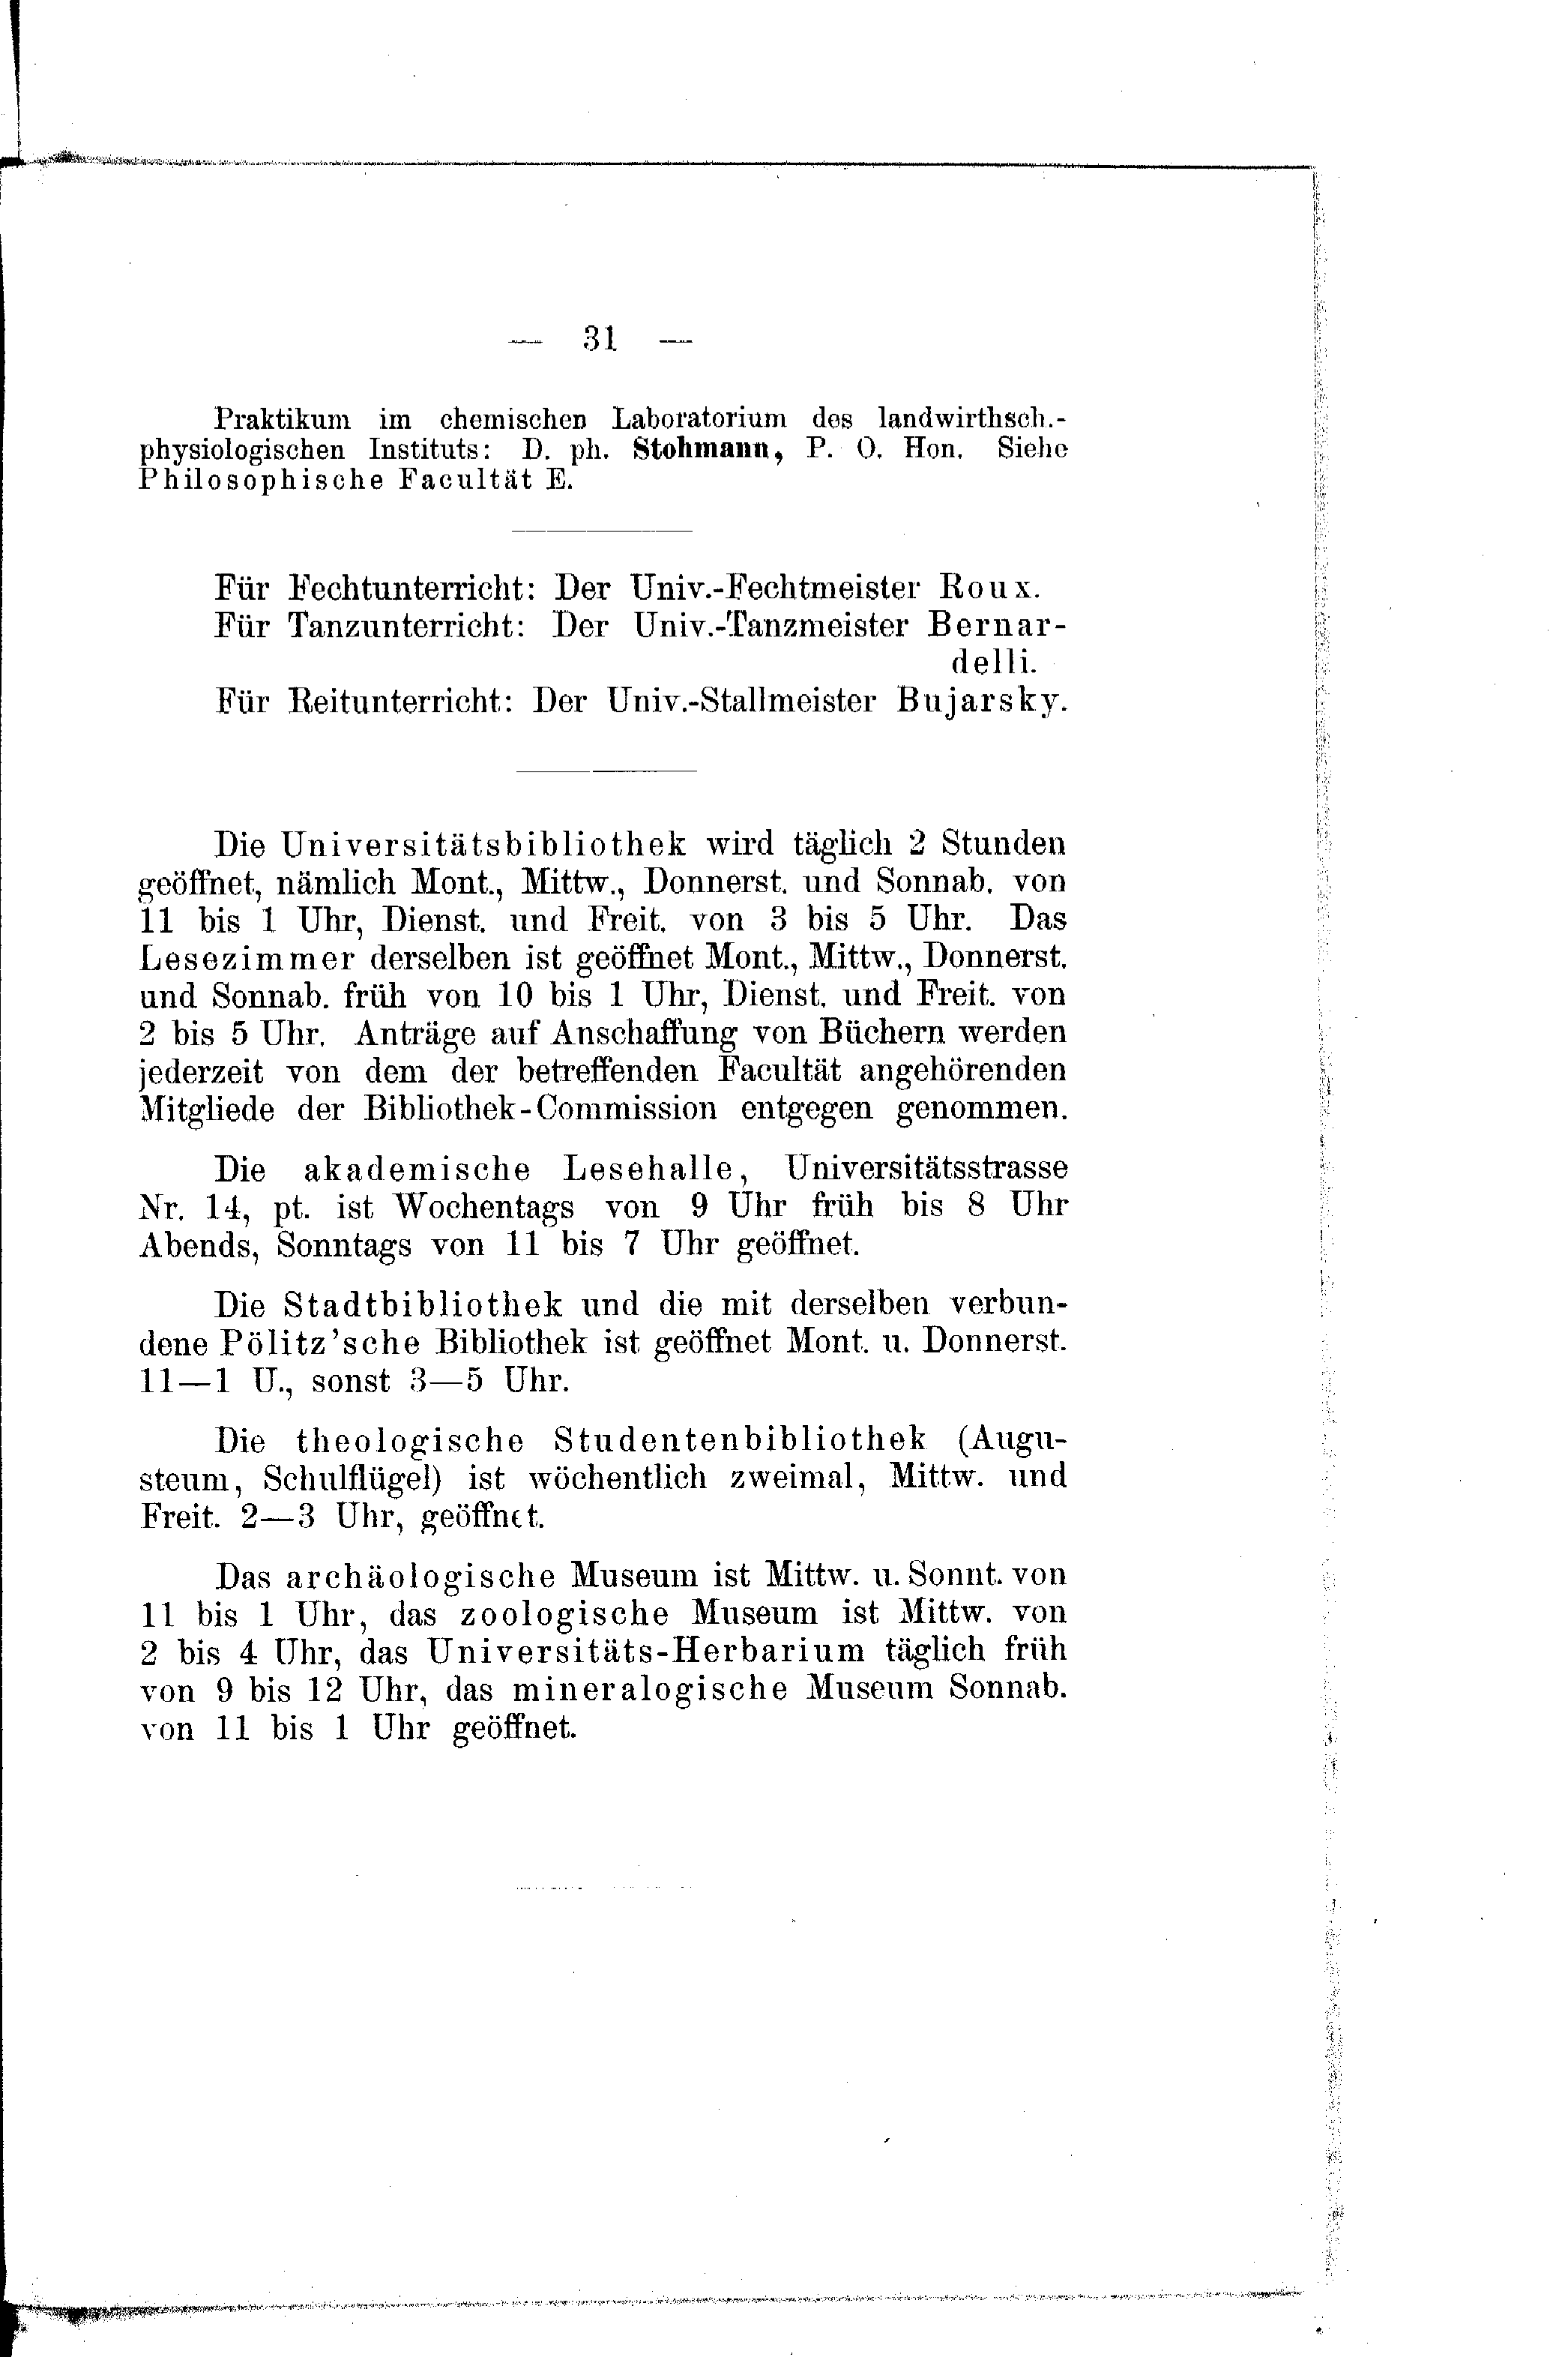 — 31 —
Praktikum im chemischen Laboratorium des landwirthsch.-
physiologischen Instituts: D. ph. Stohmann, P. O. Hon. Siehe
Philosophische Facultät E.
Für Fechtunterricht: Der Univ.-Fechtmeister Roux.
Für Tanzunterricht: Der Univ.-Tanzmeister Bernar-
delli.
Für Reitunterricht: Der Univ.-Stallmeister Bujarsky.
Die Universitätsbibliothek wird täglich 2 Stunden
geöffnet, nämlich Mont., Mittw., Donnerst. und Sonnab. von
11 bis 1 Uhr, Dienst. und Freit. von 3 bis 5 Uhr. Das
Lesezimmer derselben ist geöffnet Mont., Mittw., Donnerst.
und Sonnab. früh von 10 bis 1 Uhr, Dienst. und Freit. von
2 bis 5 Uhr. Anträge auf Anschaffung von Büchern werden
jederzeit von dem der betreffenden Facultät angehörenden
Mitgliede der Bibliothek-Commission entgegen genommen.
Die akademische Lesehalle, Universitätsstrasse
Nr. 14, pt. ist Wochentags von 9 Uhr früh bis 8 Uhr
Abends, Sonntags von 11 bis 7 Uhr geöffnet.
Die Stadtbibliothek und die mit derselben verbun-
dene Pölitz'sche Bibliothek ist geöffnet Mont. u. Donnerst.
11—1 U., sonst 3—5 Uhr.
Die theologische Studentenbibliothek (Augu-
steum, Schulflügel) ist wöchentlich zweimal, Mittw. und
Freit. 2—3 Uhr, geöffnet.
Das archäologische Museum ist Mittw. u. Sonnt. von
11 bis 1 Uhr, das zoologische Museum ist Mittw. von
2 bis 4 Uhr, das Universitäts-Herbarium täglich früh
von 9 bis 12 Uhr, das mineralogische Museum Sonnab.
von 11 bis 1 Uhr geöffnet.